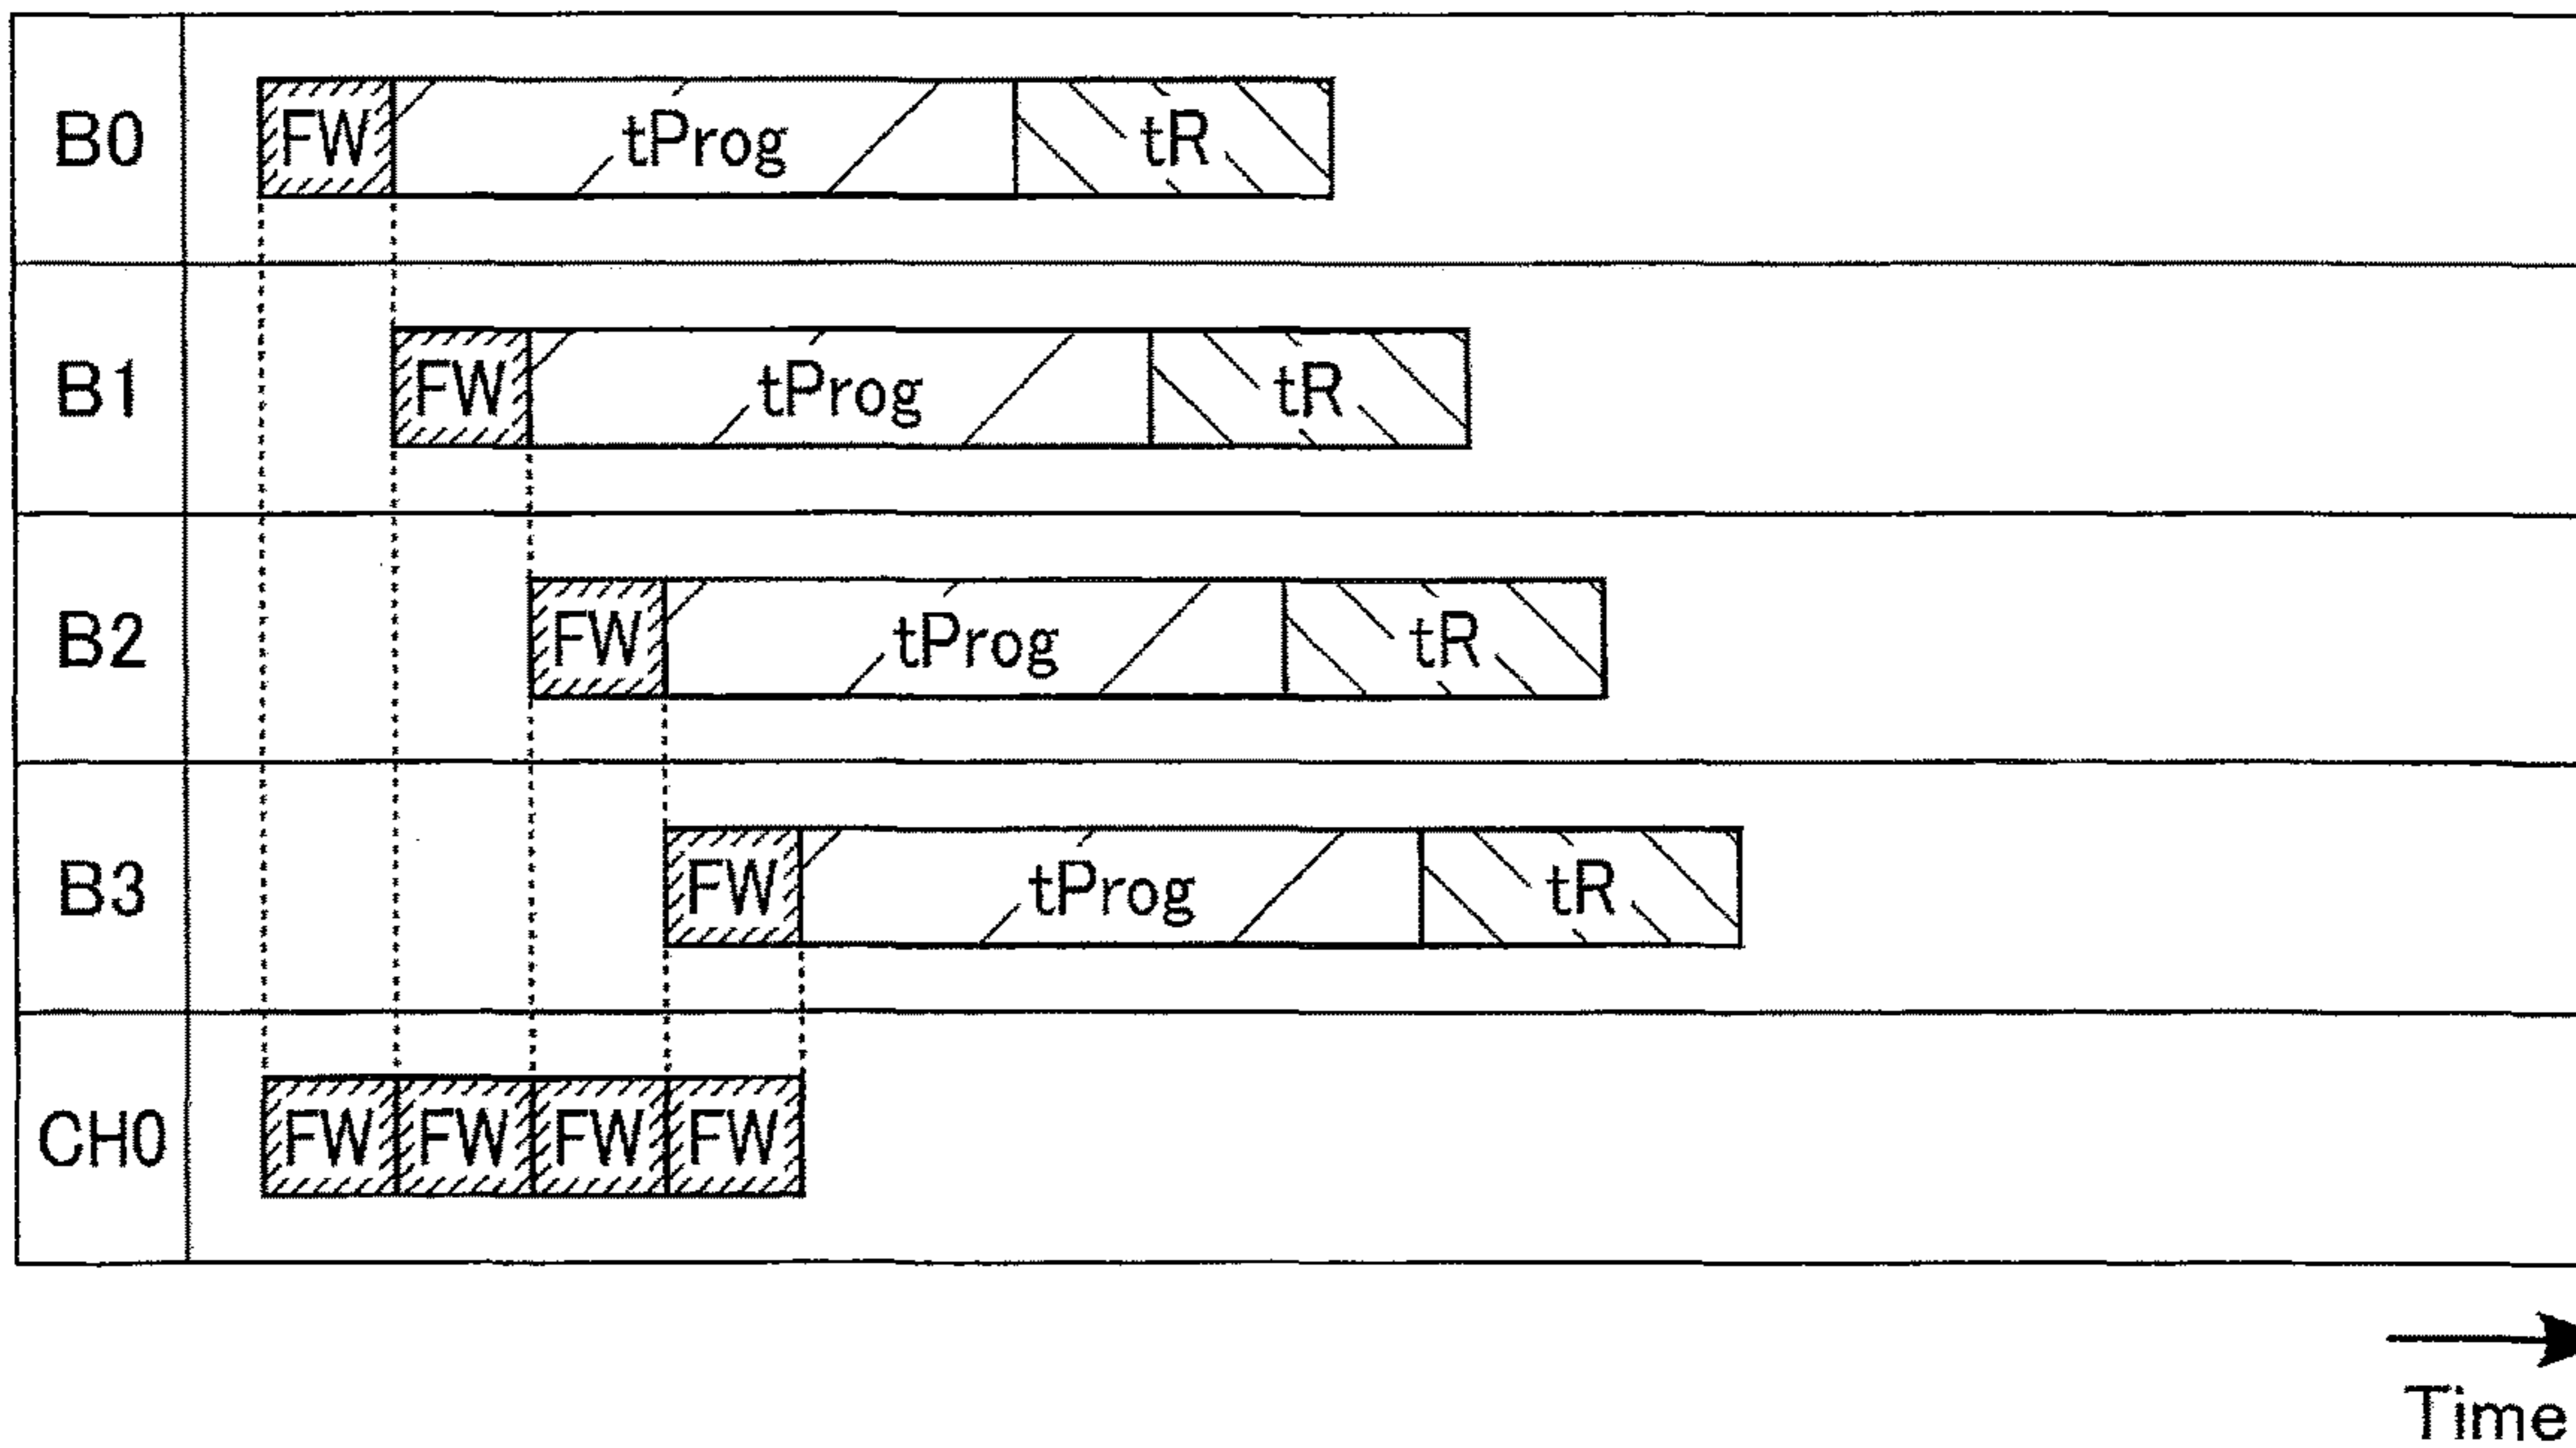 B0 FW tProg tR
B1 FW tProg tR
B2 FW tProg tR
B3 FW tProg tR
CH0 FW FW FW FW
Time